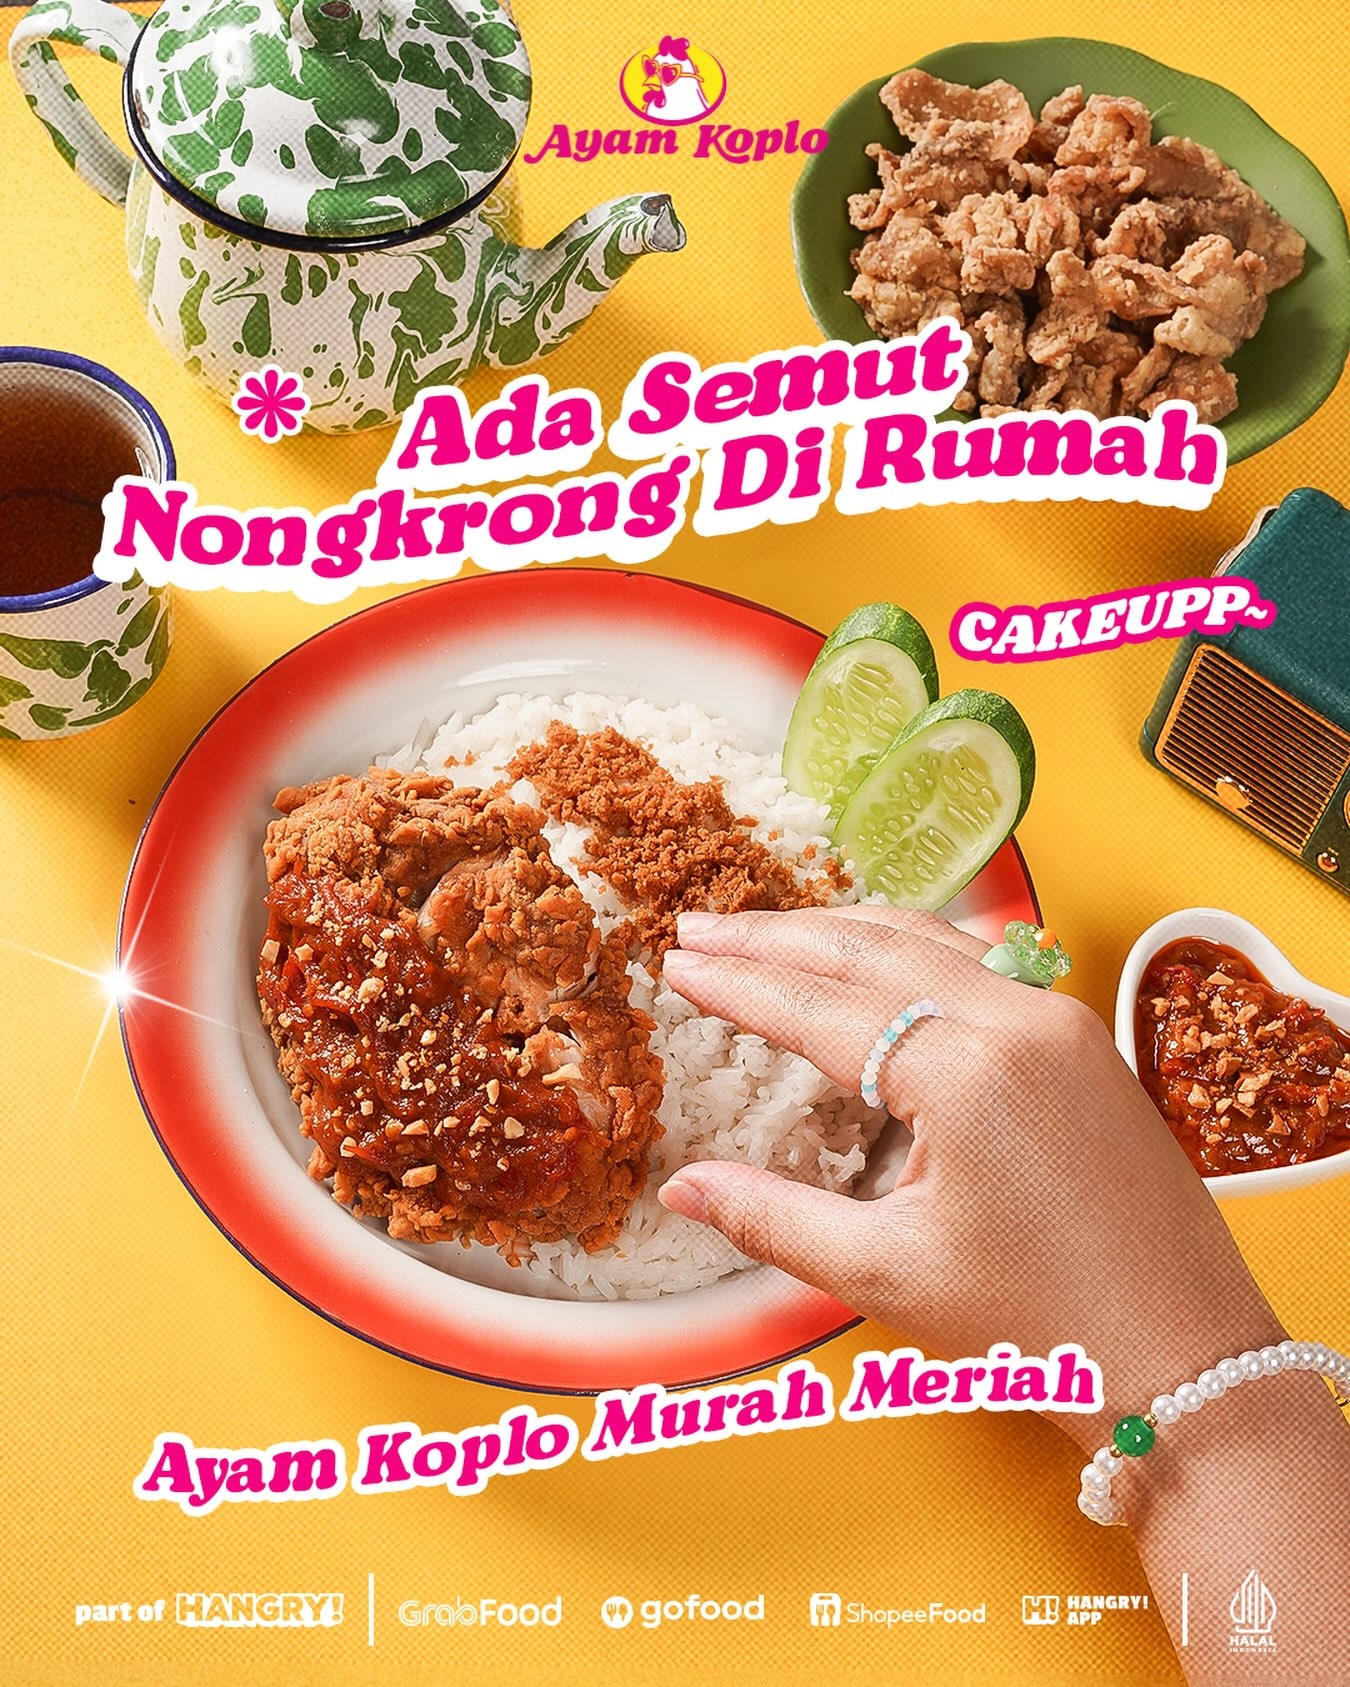 Ayam Koplo
Ada Semut
Nongkrong Di Rumah
CAKEUPP~
Ayam Koplo Murah Meriah
part of HANGRY! | GrabFood gofood ShopeeFood H! HANGRY! APP | HALAL INDONESIA